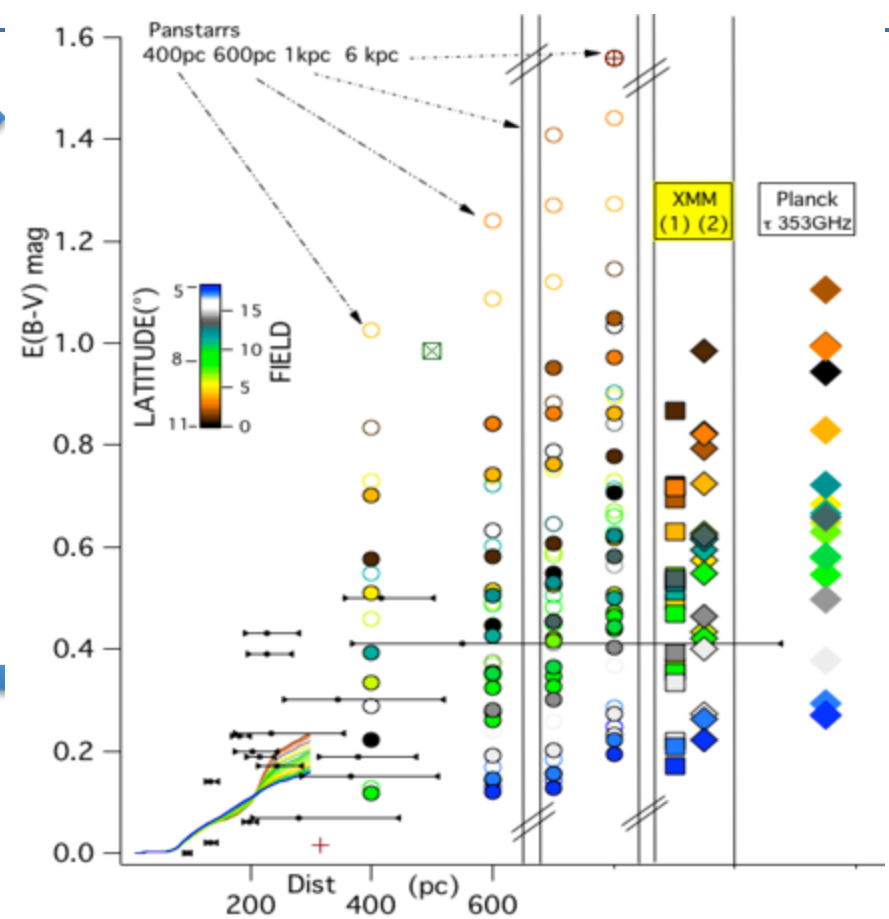 Panstarrs
400pc 600pc 1kpc 6 kpc
1.6
1.4
1.2
1.0
0.8
0.6
0.4
0.2
0.0
E(B-V) mag
XMM
(1) (2)
Planck
τ 353GHz
LATITUDE(°)
5
8
11
15
10
5
0
FIELD
Dist (pc)
200 400 600